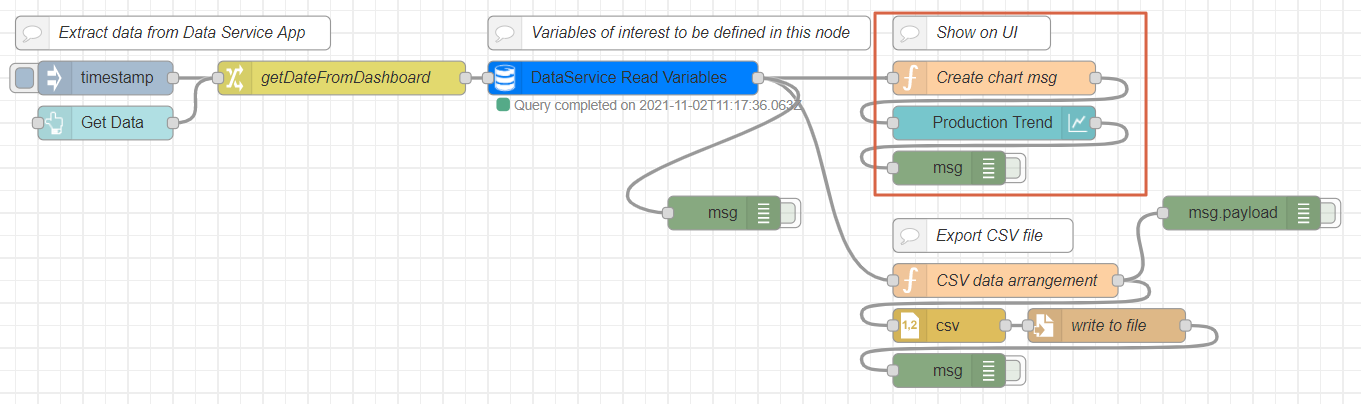 Extract data from Data Service App
Variables of interest to be defined in this node
Show on UI
timestamp
getDateFromDashboard
DataService Read Variables
Create chart msg
Query completed on 2021-11-02T11:17:36.063Z
Get Data
Production Trend
msg
msg
msg.payload
Export CSV file
CSV data arrangement
1,2
csv
write to file
msg